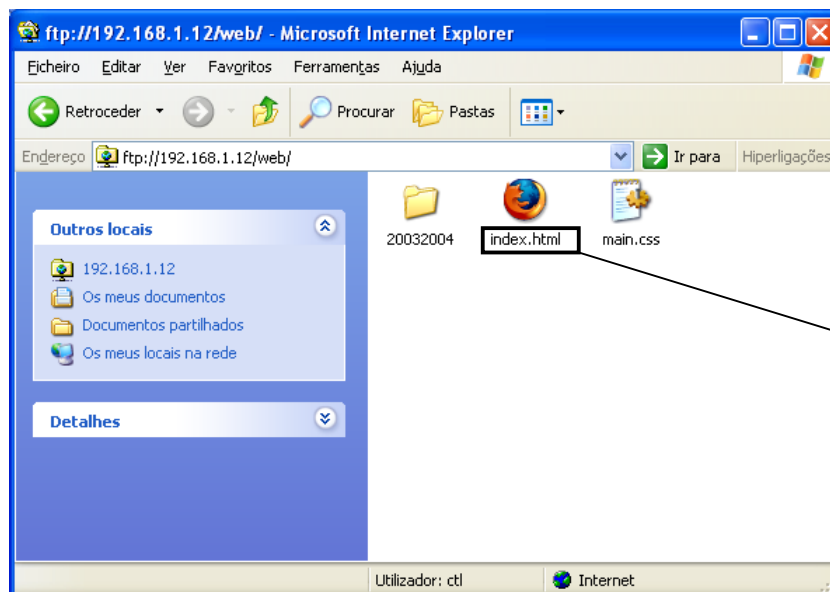 ftp://192.168.1.12/web/ - Microsoft Internet Explorer
Ficheiro Editar Ver Favoritos Ferramentas Ajuda
Retroceder Procurar Pastas
Endereço ftp://192.168.1.12/web/ Ir para Hiperligações
Outros locais
192.168.1.12
Os meus documentos
Documentos partilhados
Os meus locais na rede
Detalhes
20032004 index.html main.css
Utilizador: ctl Internet